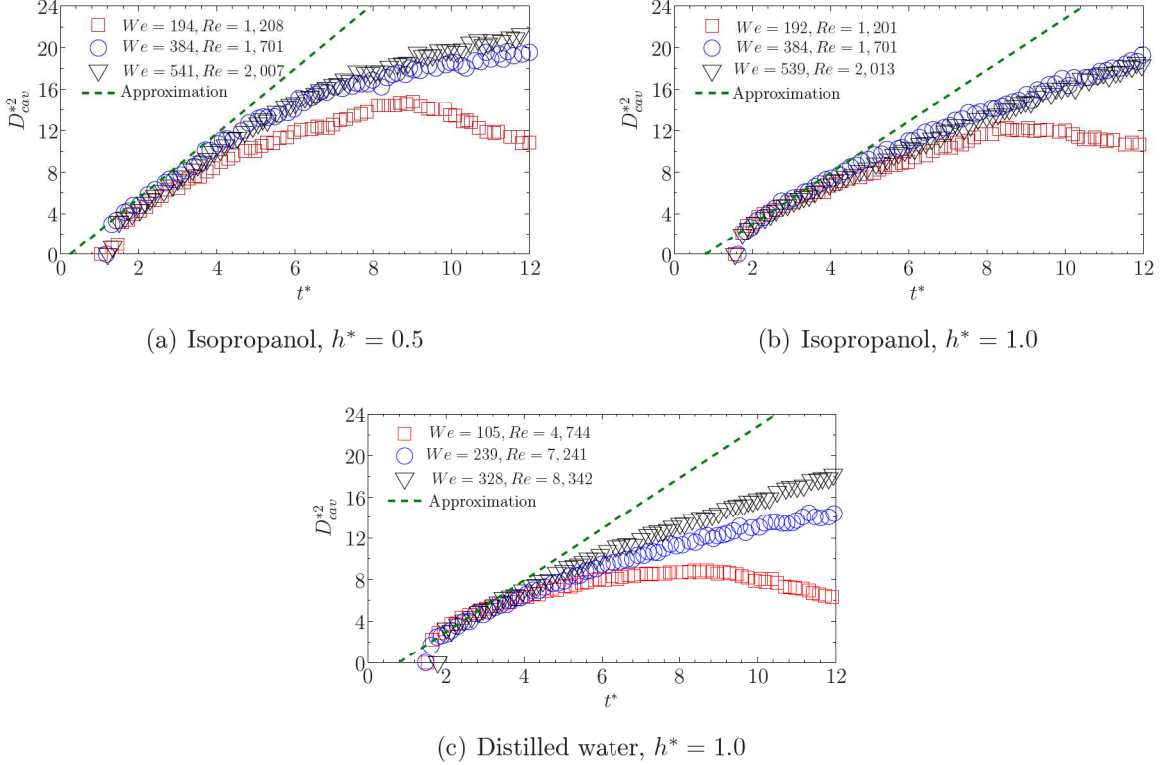 24
20
16
12
8
4
0
D*2cav
We = 194, Re = 1,208
We = 384, Re = 1,701
We = 541, Re = 2,007
Approximation
0 2 4 6 8 10 12
t*
(a) Isopropanol, h* = 0.5
24
20
16
12
8
4
0
D*2cav
We = 192, Re = 1,201
We = 384, Re = 1,701
We = 539, Re = 2,013
Approximation
0 2 4 6 8 10 12
t*
(b) Isopropanol, h* = 1.0
24
20
16
12
8
4
0
D*2cav
We = 105, Re = 4,744
We = 239, Re = 7,241
We = 328, Re = 8,342
Approximation
0 2 4 6 8 10 12
t*
(c) Distilled water, h* = 1.0